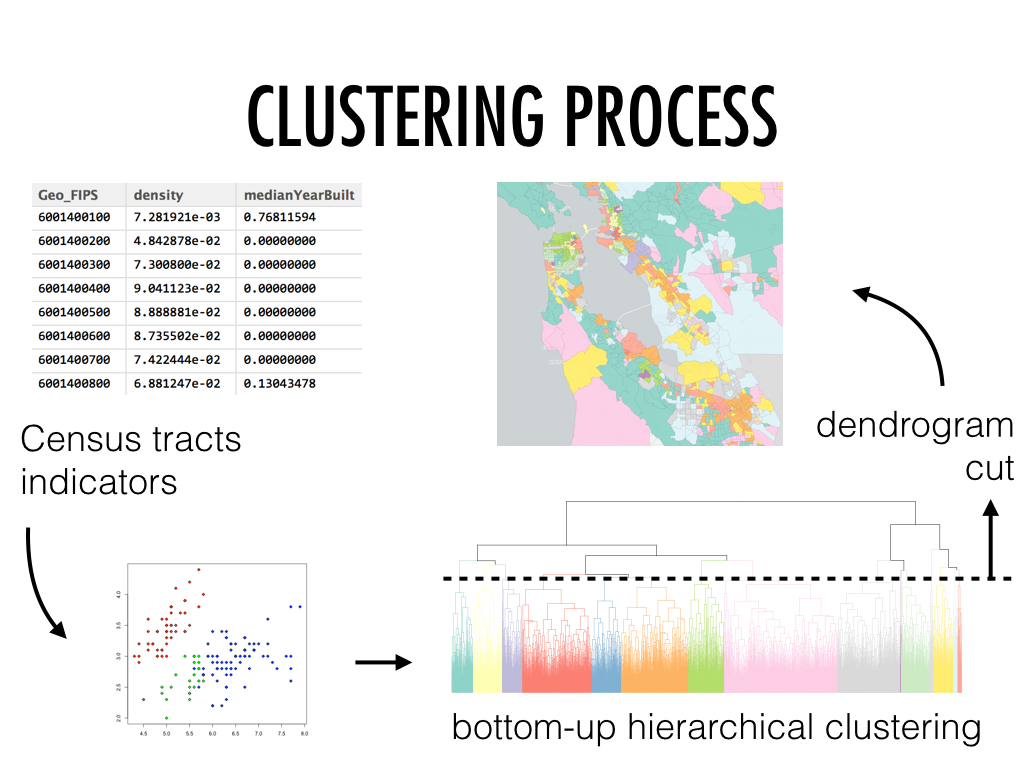 CLUSTERING PROCESS
Geo_FIPS density medianYearBuilt
6001400100 7.281921e-03 0.76811594
6001400200 4.842878e-02 0.00000000
6001400300 7.300800e-02 0.00000000
6001400400 9.041123e-02 0.00000000
6001400500 8.888881e-02 0.00000000
6001400600 8.735502e-02 0.00000000
6001400700 7.422444e-02 0.00000000
6001400800 6.881247e-02 0.13043478
Census tracts
indicators
dendrogram
cut
4.0
3.5
3.0
2.5
2.0
4.5 5.0 5.5 6.0 6.5 7.0 7.5 8.0
bottom-up hierarchical clustering